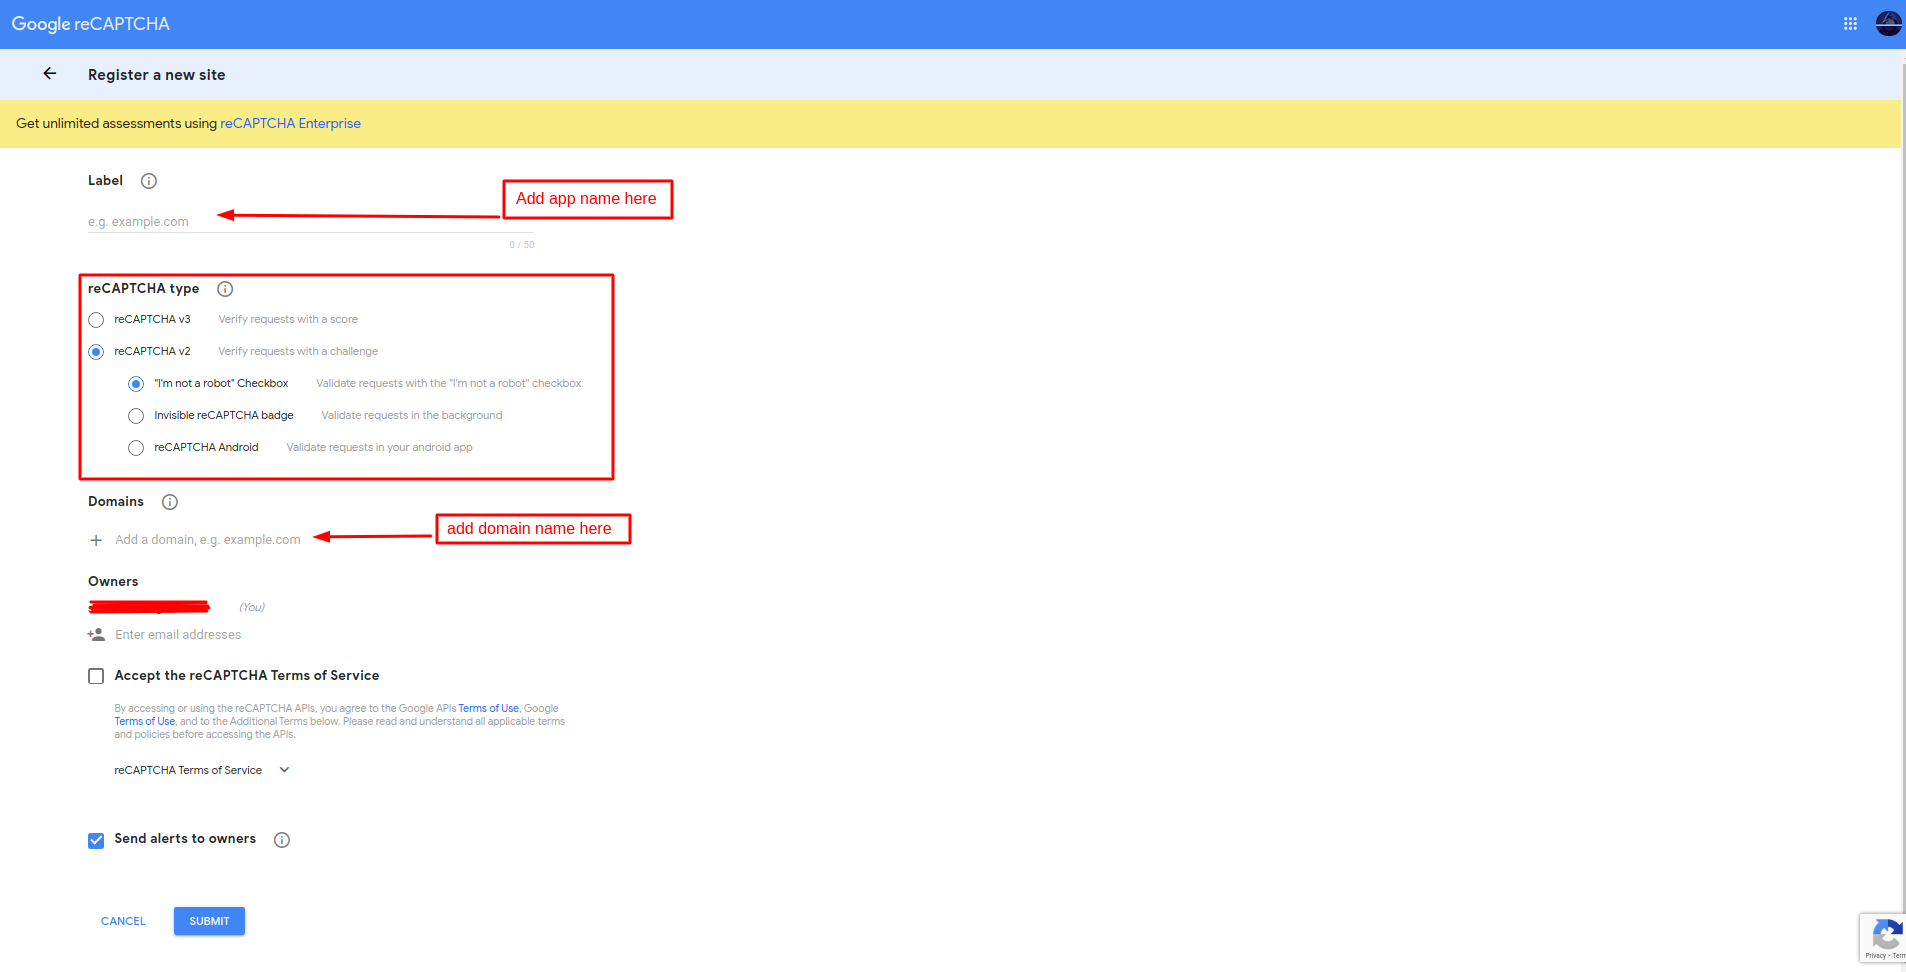 Google reCAPTCHA
Register a new site
Get unlimited assessments using reCAPTCHA Enterprise
Label
Add app name here
e.g. example.com
0 / 50
reCAPTCHA type
reCAPTCHA v3 Verify requests with a score
reCAPTCHA v2 Verify requests with a challenge
"I'm not a robot" Checkbox Validate requests with the "I'm not a robot" checkbox
Invisible reCAPTCHA badge Validate requests in the background
reCAPTCHA Android Validate requests in your android app
Domains
add domain name here
Add a domain, e.g. example.com
Owners
(You)
Enter email addresses
Accept the reCAPTCHA Terms of Service
By accessing or using the reCAPTCHA APIs, you agree to the Google APIs Terms of Use, Google
Terms of Use, and to the Additional Terms below. Please read and understand all applicable terms
and policies before accessing the APIs.
reCAPTCHA Terms of Service
Send alerts to owners
CANCEL SUBMIT
Privacy - Term